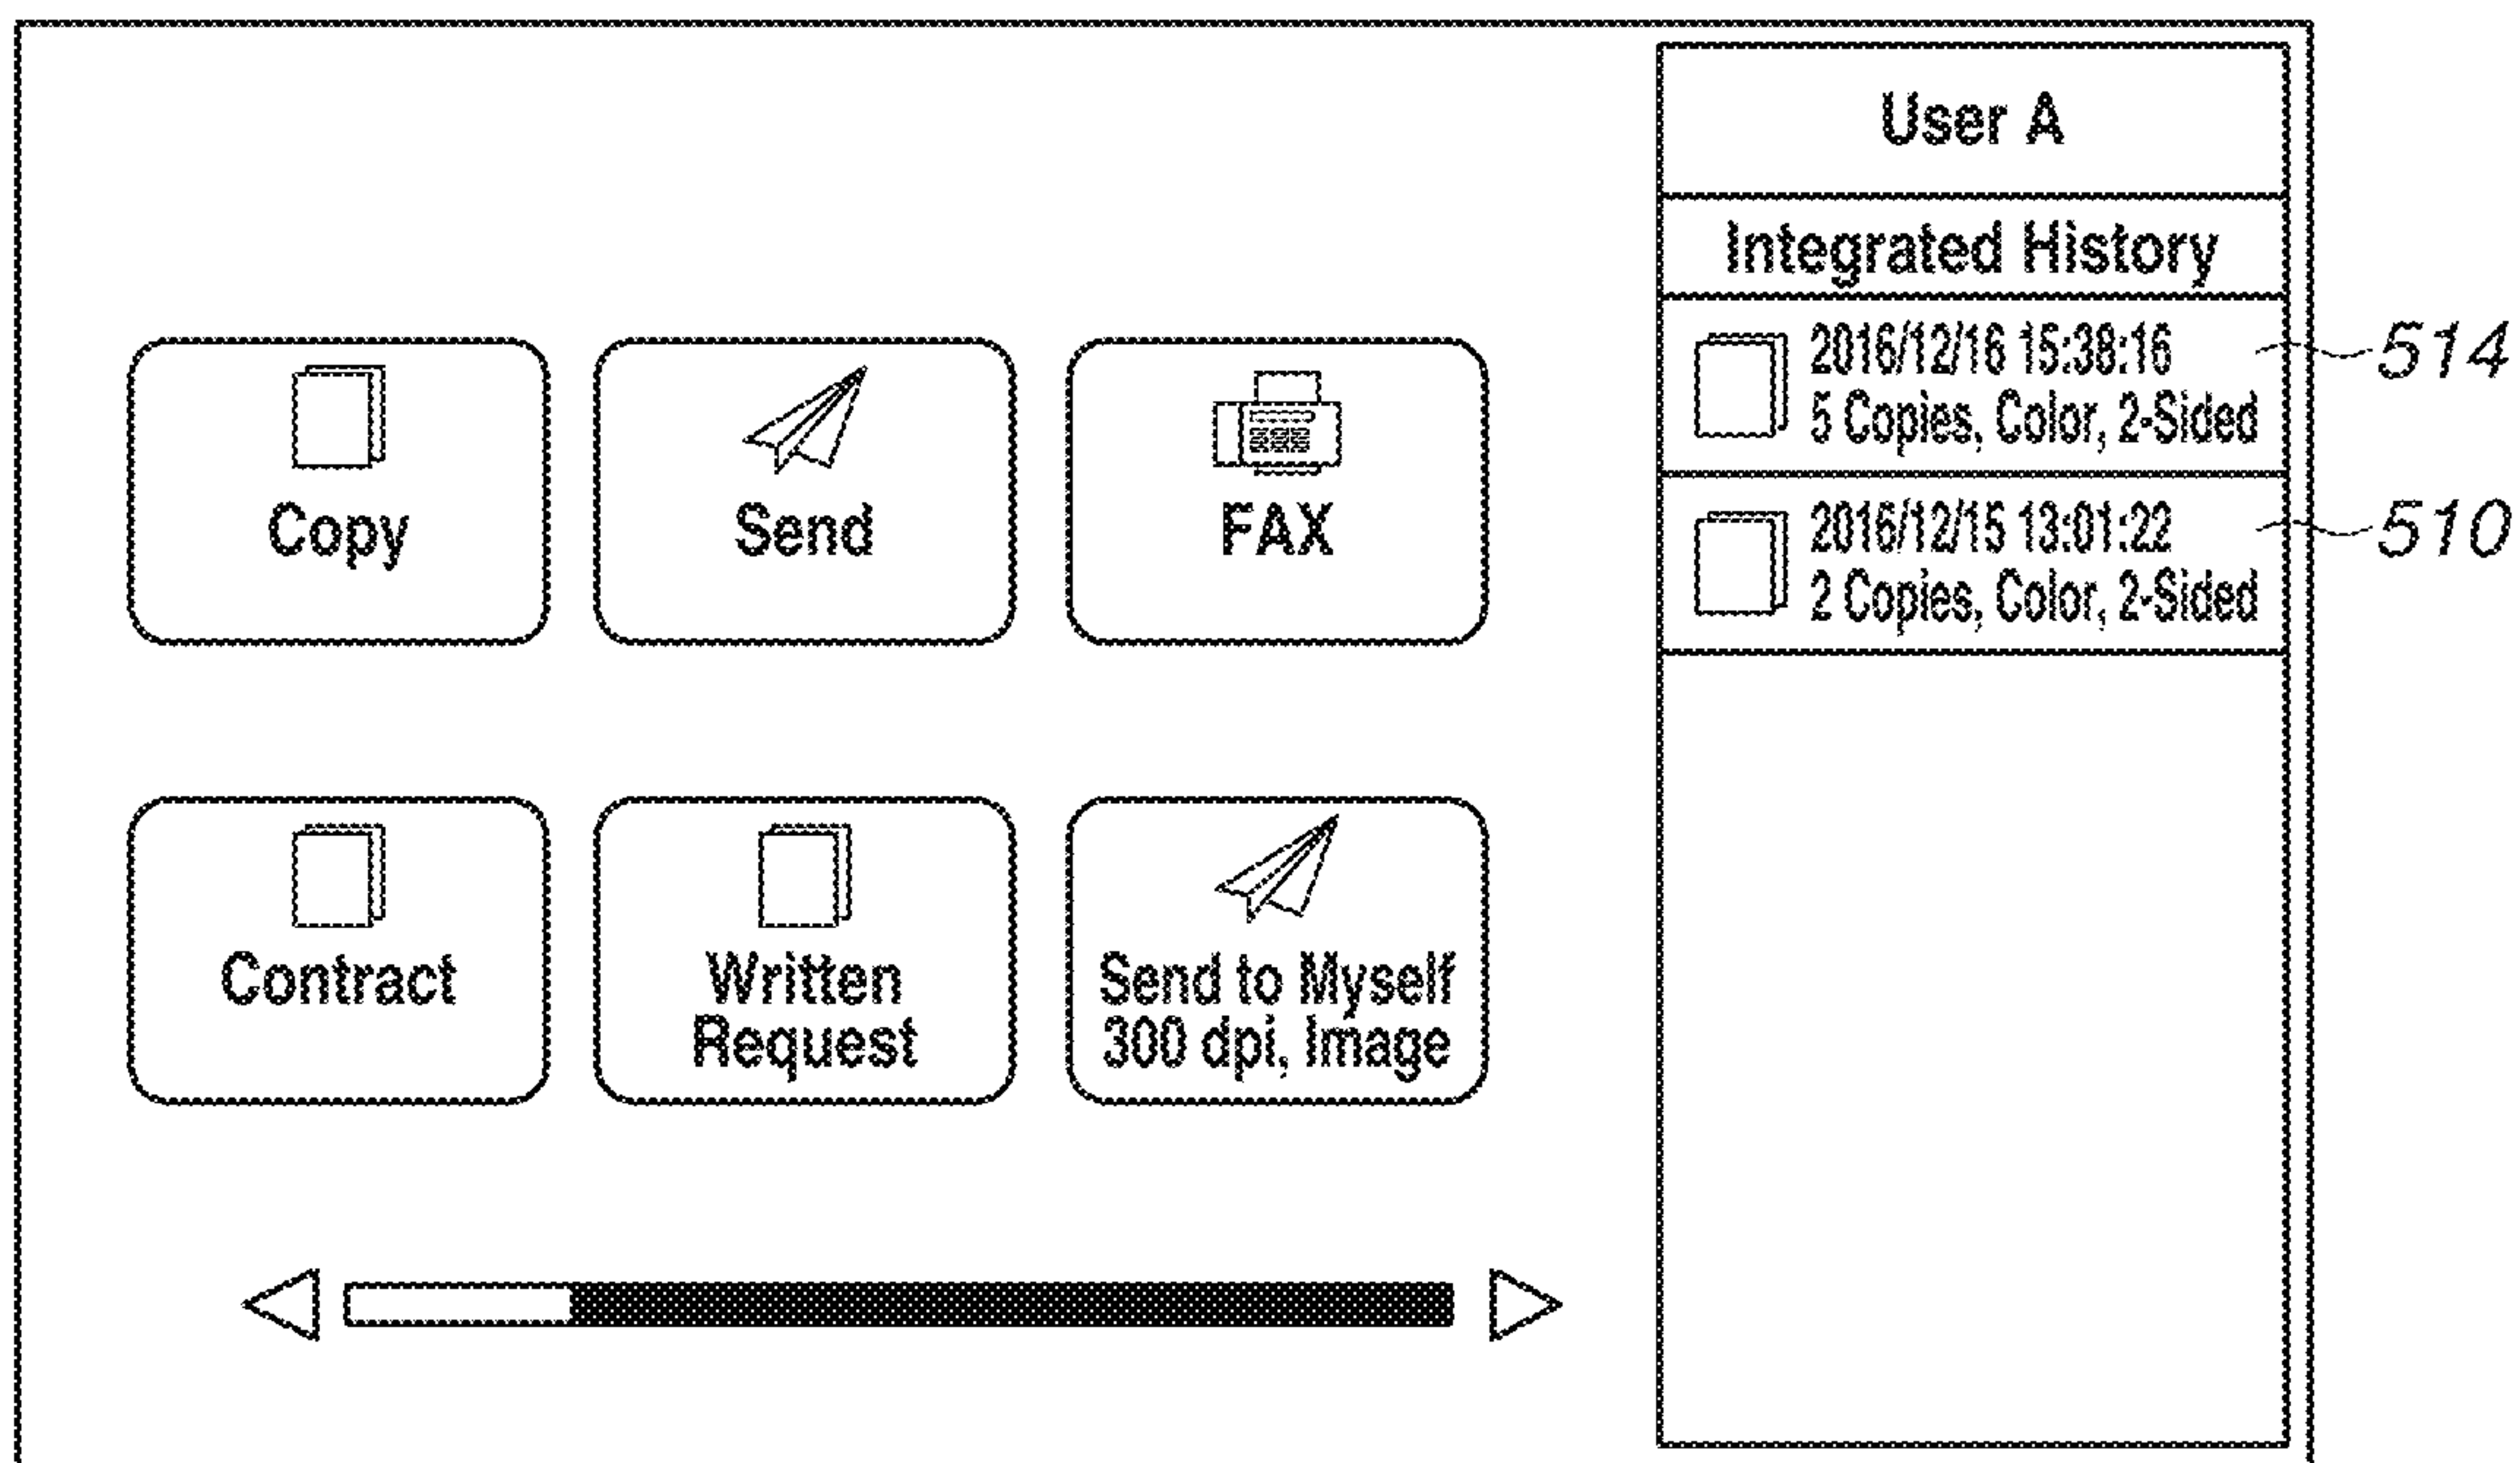 User A
Integrated History
2016/12/16 15:38:16
5 Copies, Color, 2-Sided
514
2016/12/15 13:01:22
2 Copies, Color, 2-Sided
510
Copy
Send
FAX
Contract
Written
Request
Send to Myself
300 dpi, Image